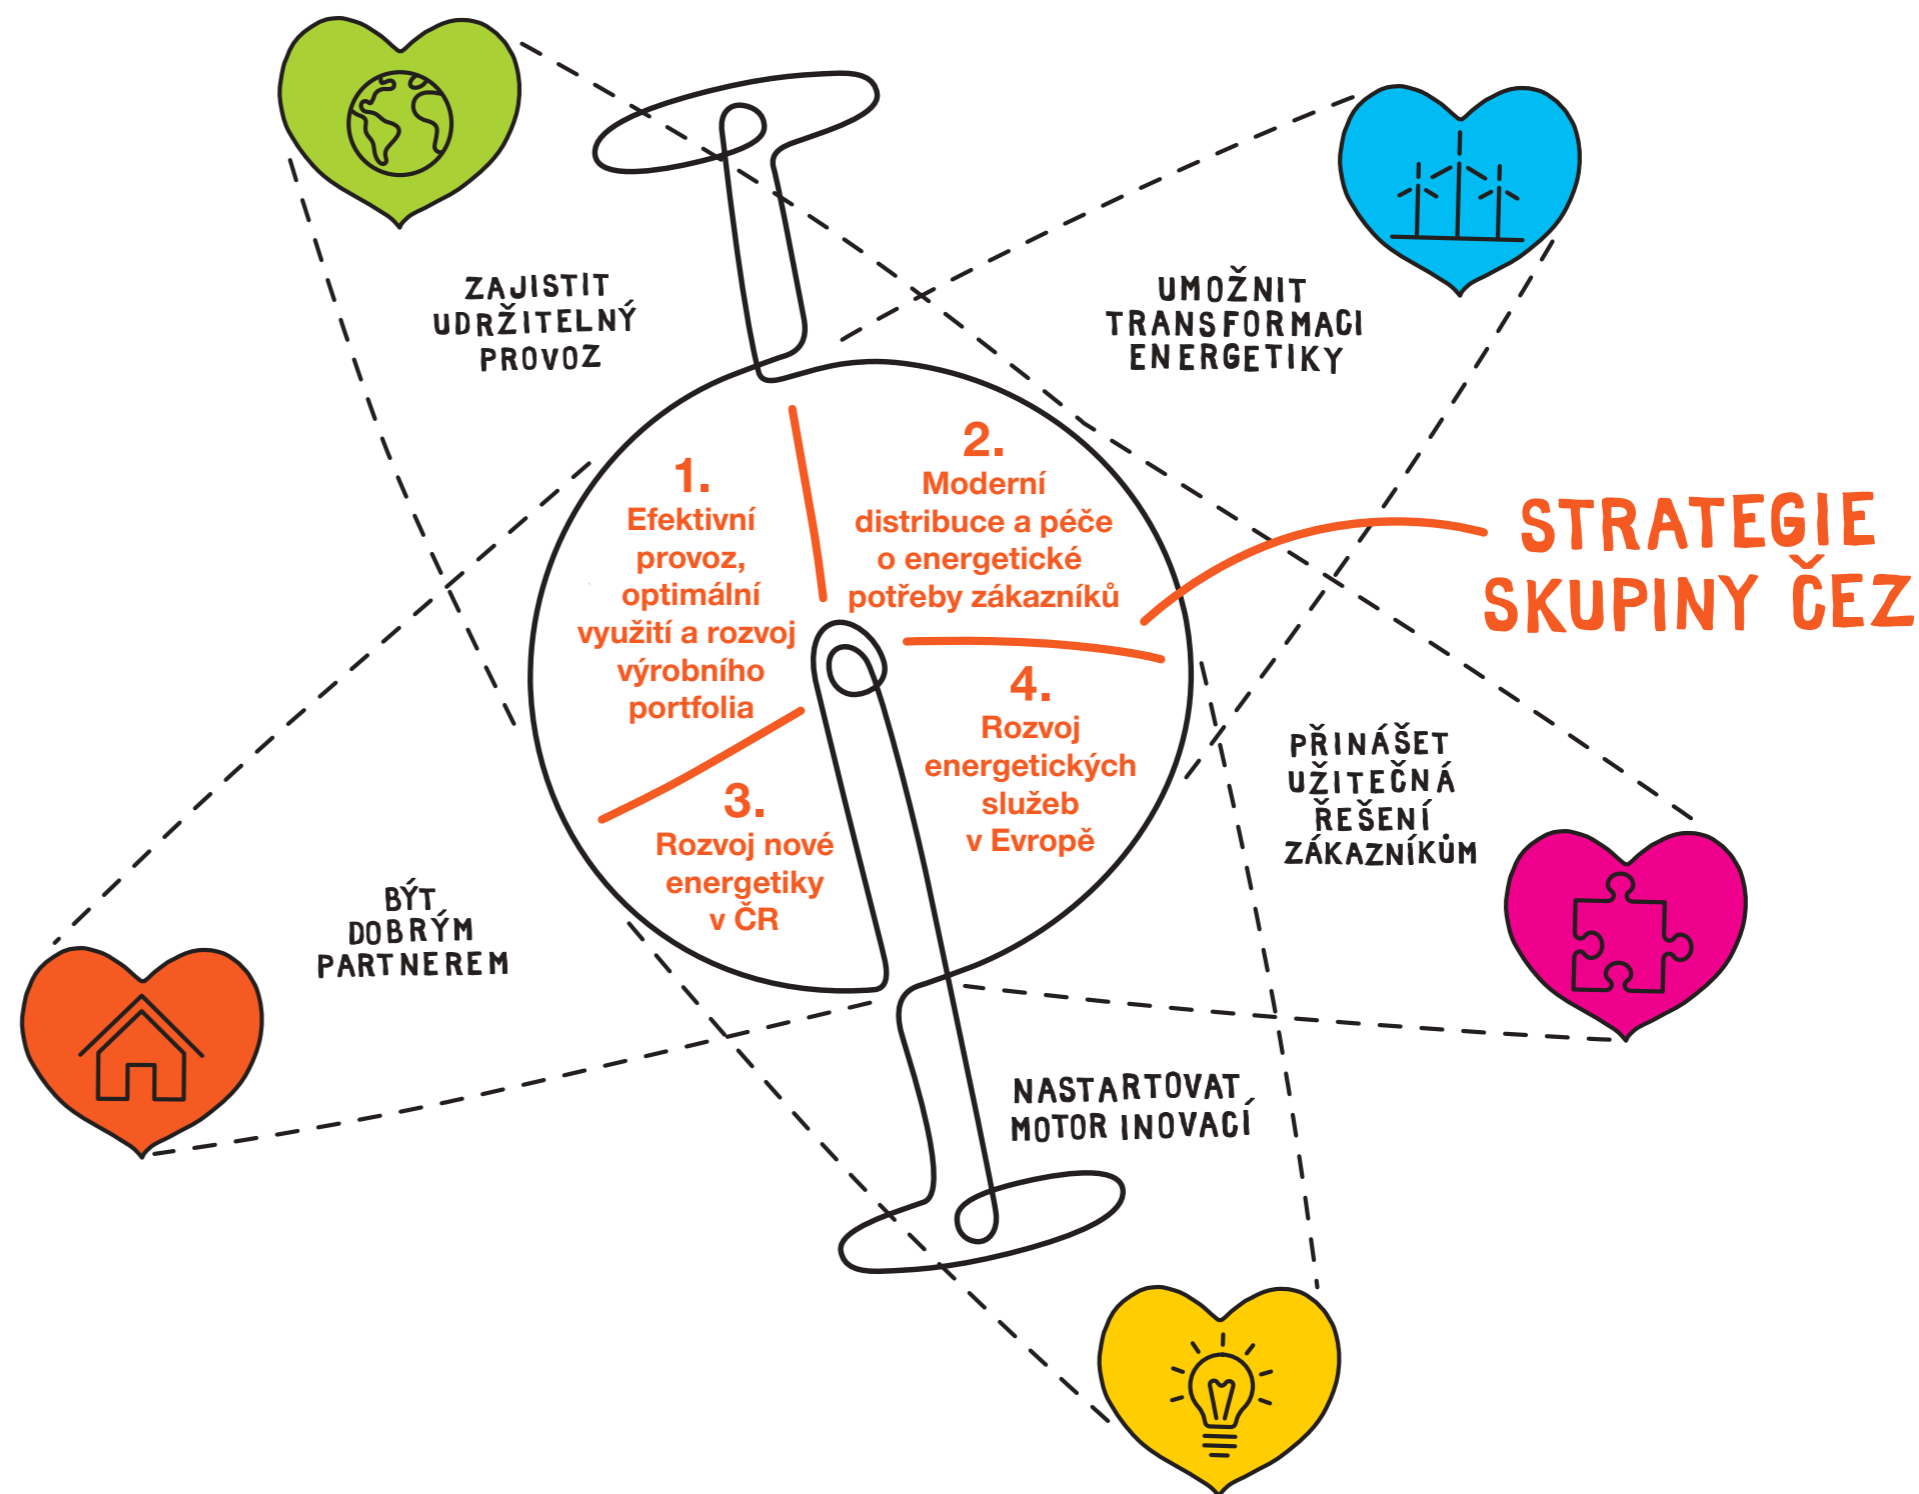 ZAJISTIT
UDRŽITELNÝ
PROVOZ
UMOŽNIT
TRANSFORMACI
ENERGETIKY
1.
Efektivní
provoz,
optimální
využití a rozvoj
výrobního
portfolia
2.
Moderní
distribuce a péče
o energetické
potřeby zákazníků
STRATEGIE
SKUPINY ČEZ
3.
Rozvoj nové
energetiky
v ČR
4.
Rozvoj
energetických
služeb
v Evropě
PŘINÁŠET
UŽITEČNÁ
ŘEŠENÍ
ZÁKAZNÍKŮM
BÝT
DOBRÝM
PARTNEREM
NASTARTOVAT
MOTOR INOVACÍ